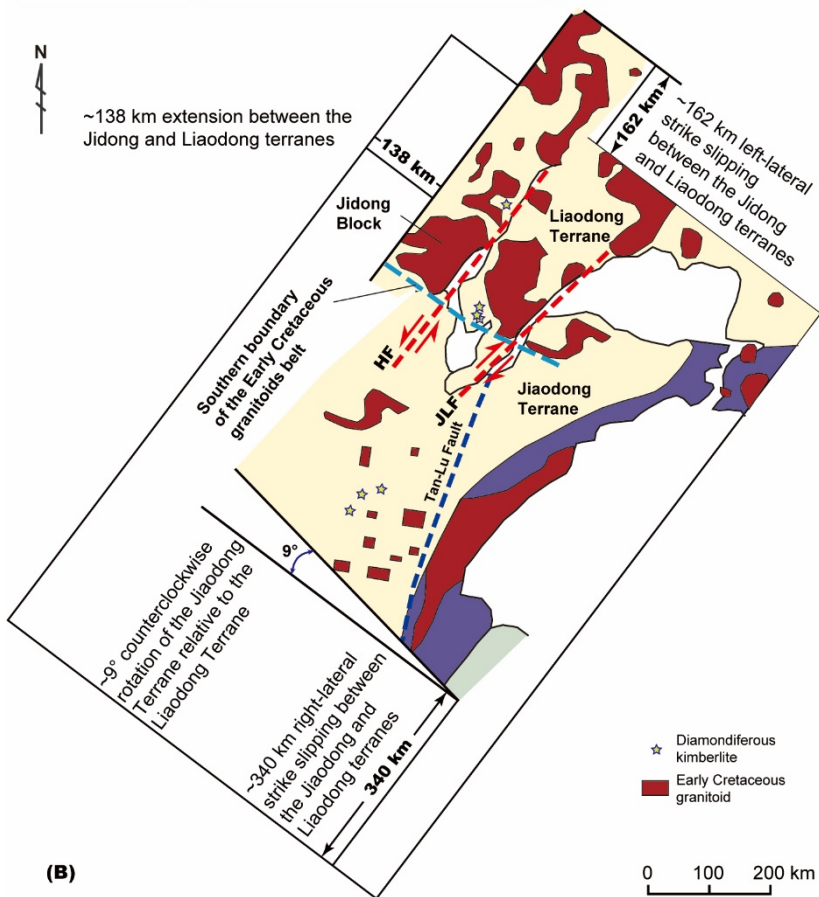 N
~138 km extension between the
Jidong and Liaodong terranes
~138 km
162 km
~162 km left-lateral
strike slipping
between the Jidong
and Liaodong terranes
Jidong
Block
Liaodong
Terrane
Southern boundary
of the Early Cretaceous
granitoids belt
HF
JLF
Jiaodong
Terrane
Tan-Lu Fault
9°
~9° counterclockwise
rotation of the Jiaodong
Terrane relative to the
Liaodong Terrane
~340 km right-lateral
strike slipping between
the Jiaodong and
Liaodong terranes
340 km
Diamondiferous
kimberlite
Early Cretaceous
granitoid
(B)
0 100 200 km